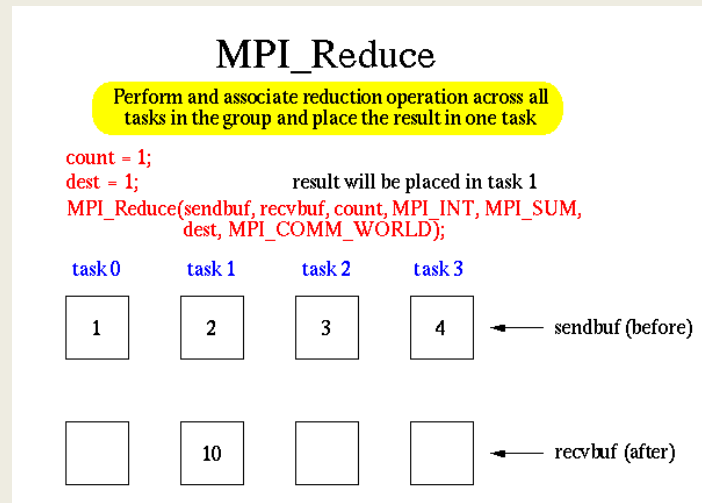 MPI_Reduce
Perform and associate reduction operation across all
tasks in the group and place the result in one task
count = 1;
dest = 1; result will be placed in task 1
MPI_Reduce(sendbuf, recvbuf, count, MPI_INT, MPI_SUM,
dest, MPI_COMM_WORLD);
task 0 task 1 task 2 task 3
1 2 3 4 sendbuf (before)
10 recvbuf (after)